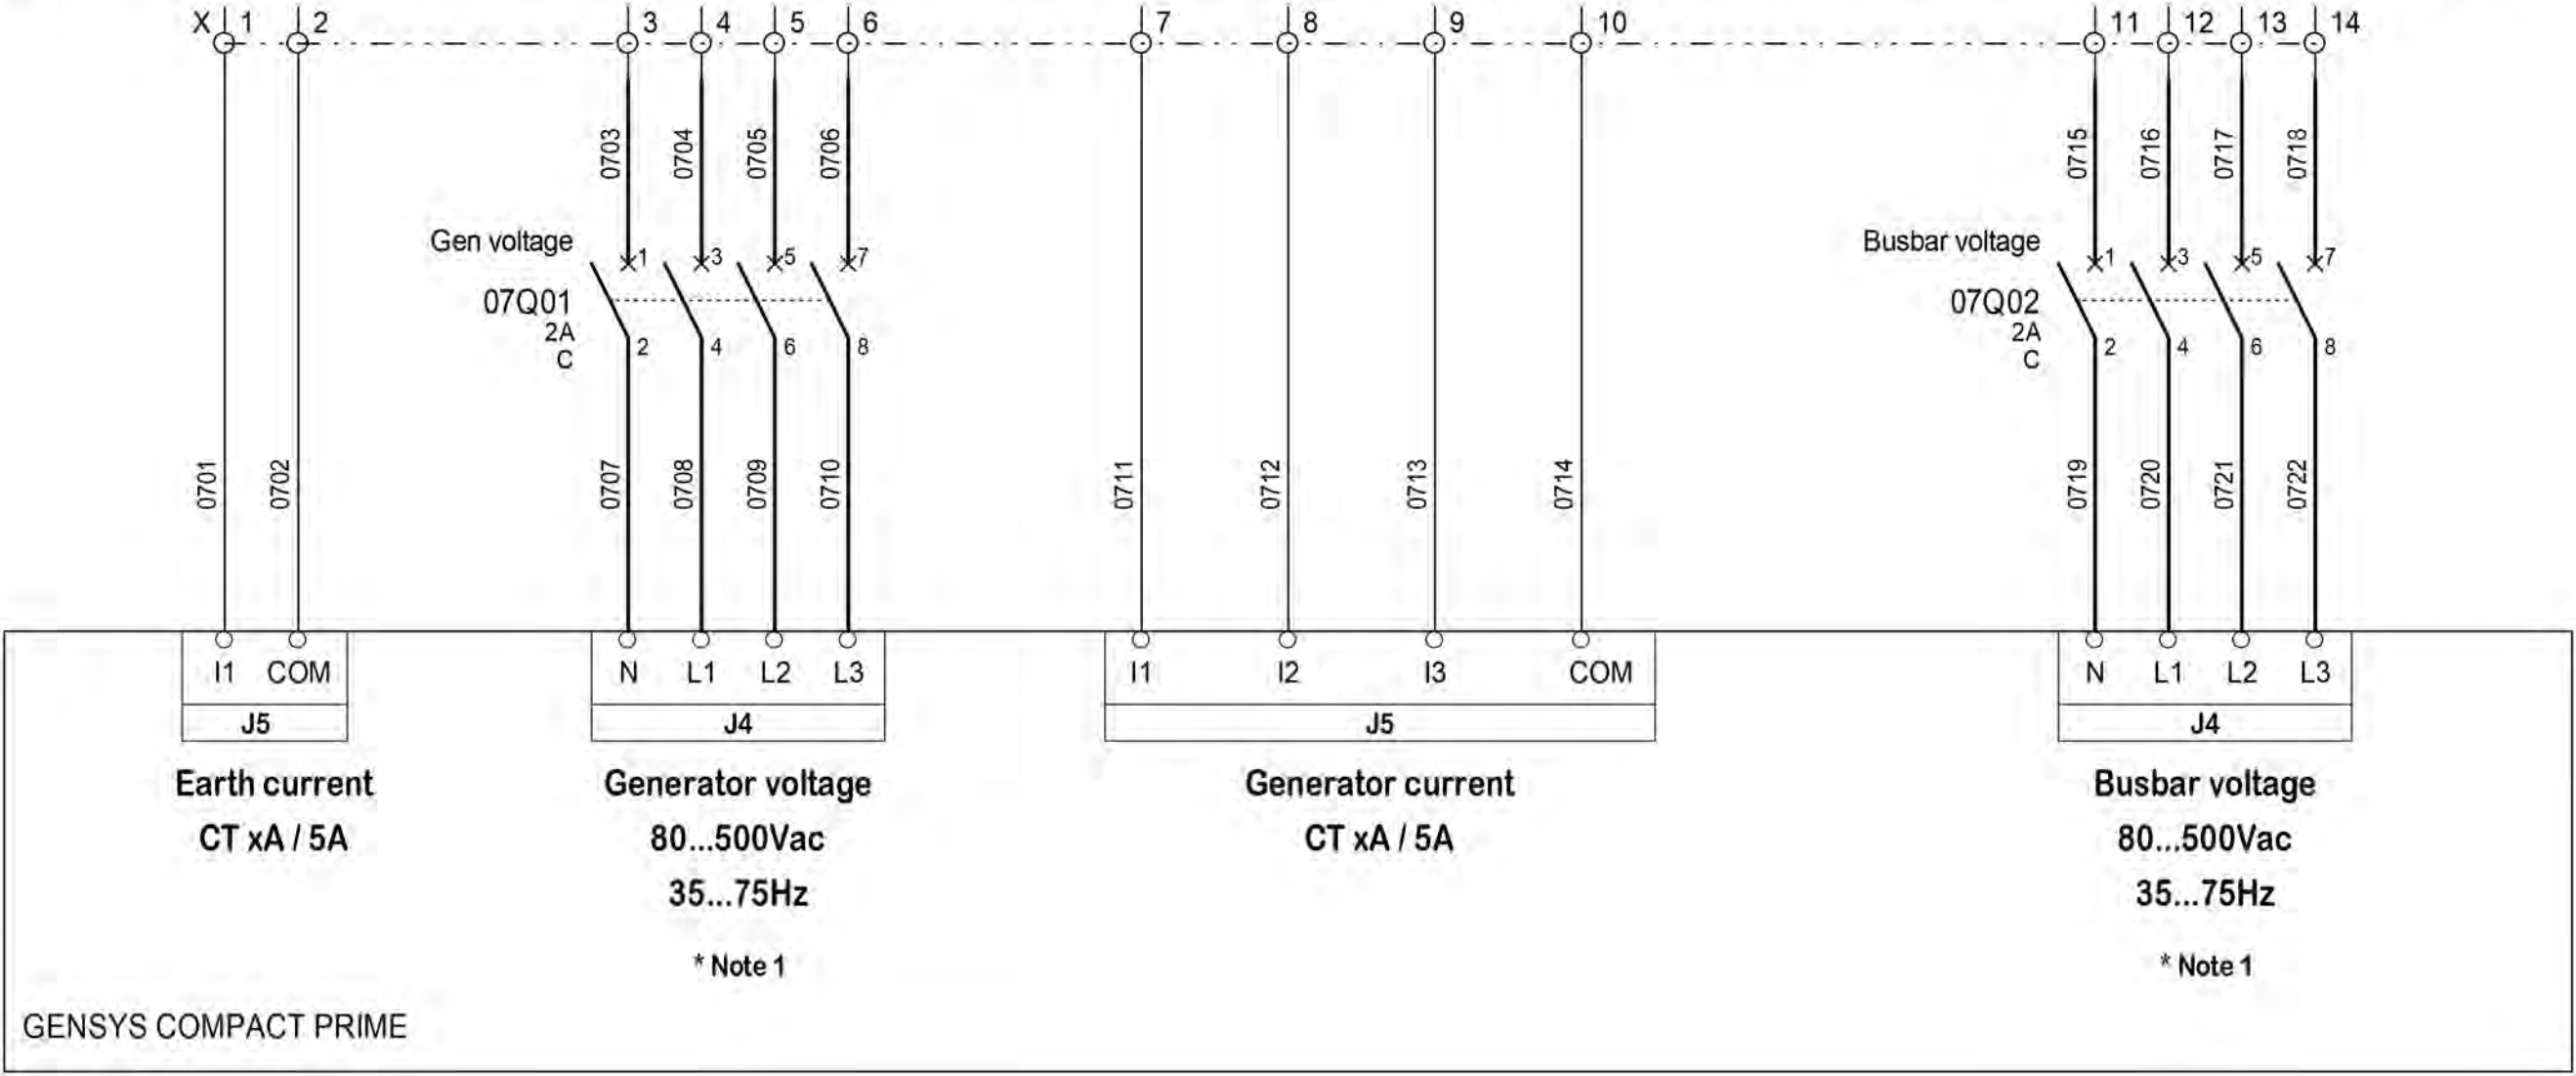 X 1 2 3 4 5 6 7 8 9 10 11 12 13 14
0703 0704 0705 0706 0715 0716 0717 0718
Gen voltage Busbar voltage
1 3 5 7 1 3 5 7
07Q01 07Q02
2A 2A
2 4 6 8 2 4 6 8
C C
0701 0702 0707 0708 0709 0710 0711 0712 0713 0714 0719 0720 0721 0722
I1 COM N L1 L2 L3 I1 I2 I3 COM N L1 L2 L3
J5 J4 J5 J4
Earth current Generator voltage Generator current Busbar voltage
CT xA / 5A 80...500Vac CT xA / 5A 80...500Vac
35...75Hz 35...75Hz
* Note 1 * Note 1
GENSYS COMPACT PRIME